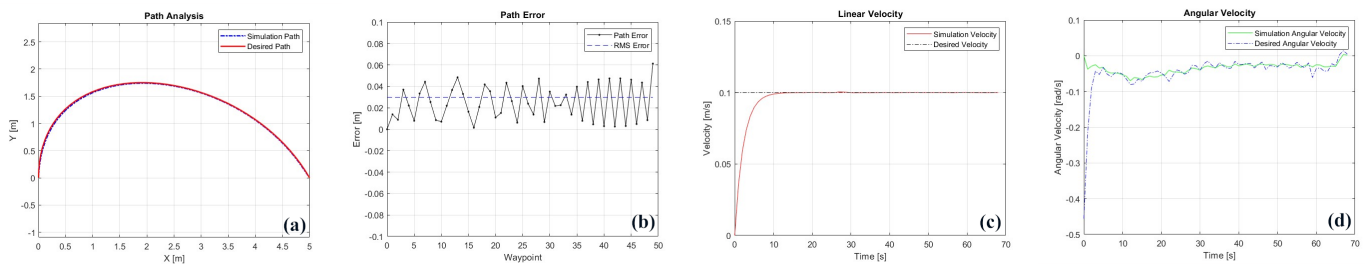 Path Analysis
Simulation Path
Desired Path
Y [m]
2.5
2
1.5
1
0.5
0
-0.5
-1
0 0.5 1 1.5 2 2.5 3 3.5 4 4.5 5
X [m]
(a)
Path Error
Path Error
RMS Error
Error [m]
0.1
0.08
0.06
0.04
0.02
0
-0.02
-0.04
-0.06
-0.08
-0.1
0 5 10 15 20 25 30 35 40 45 50
Waypoint
(b)
Linear Velocity
Simulation Velocity
Desired Velocity
Velocity [m/s]
0.15
0.1
0.05
0
0 10 20 30 40 50 60 70
Time [s]
(c)
Angular Velocity
Simulation Angular Velocity
Desired Angular Velocity
Angular Velocity [rad/s]
0.1
0
-0.1
-0.2
-0.3
-0.4
-0.5
0 10 20 30 40 50 60 70
Time [s]
(d)